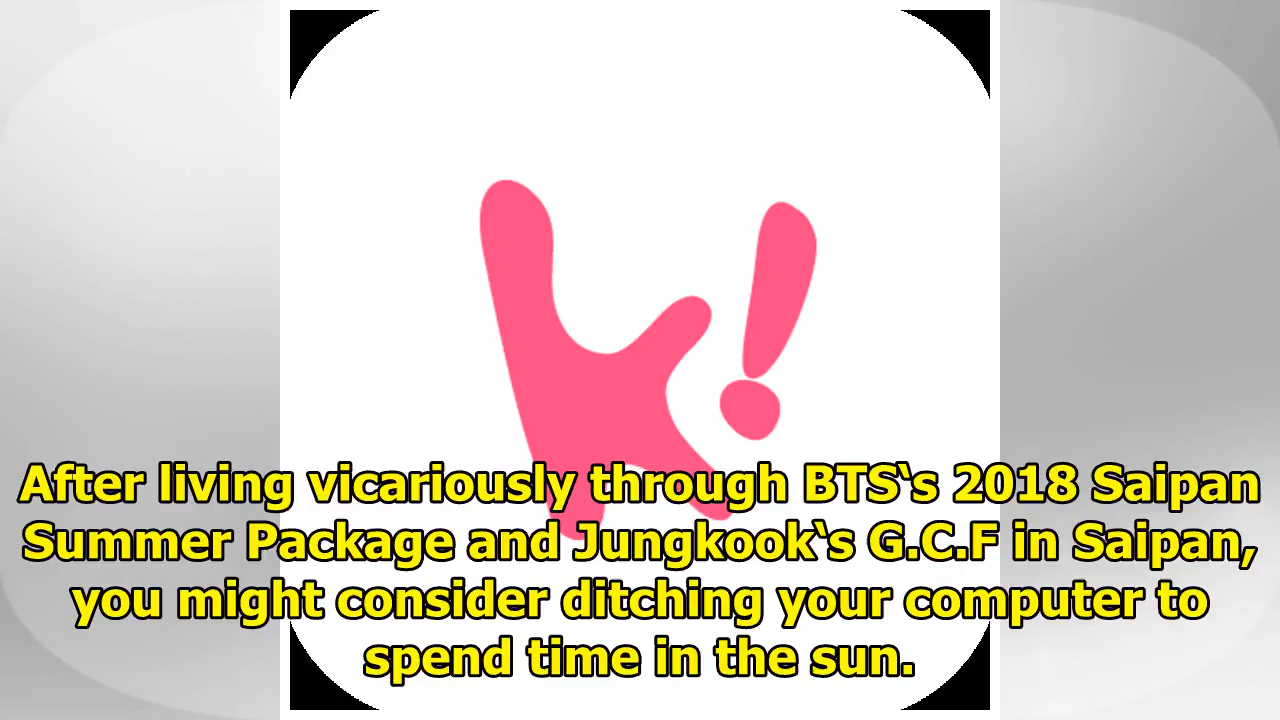 k!
After living vicariously through BTS‛s 2018 Saipan
Summer Package and Jungkook‛s G.C.F in Saipan,
you might consider ditching your computer to
spend time in the sun.